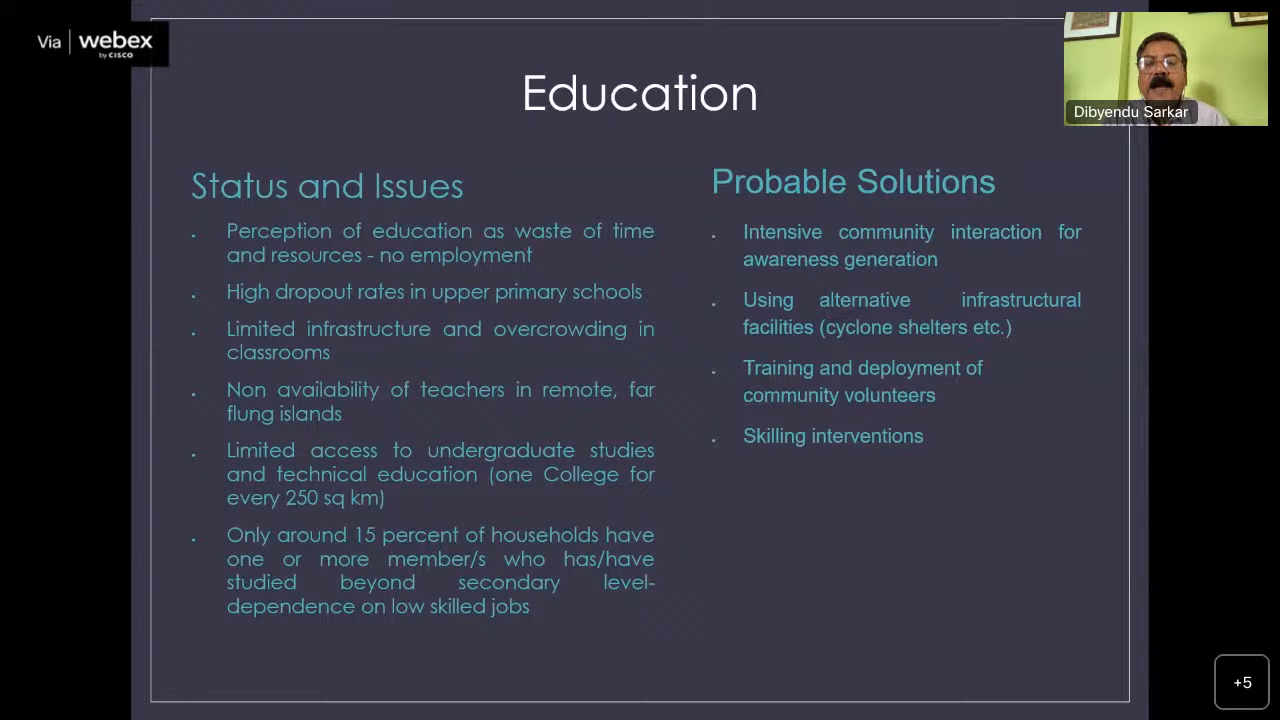 Via webex
by CISCO
Education
Dibyendu Sarkar
Status and Issues
. Perception of education as waste of time
and resources - no employment
. High dropout rates in upper primary schools
. Limited infrastructure and overcrowding in
classrooms
. Non availability of teachers in remote, far
flung islands
. Limited access to undergraduate studies
and technical education (one College for
every 250 sq km)
. Only around 15 percent of households have
one or more member/s who has/have
studied beyond secondary level-
dependence on low skilled jobs
Probable Solutions
. Intensive community interaction for
awareness generation
. Using alternative infrastructural
facilities (cyclone shelters etc.)
. Training and deployment of
community volunteers
. Skilling interventions
+5